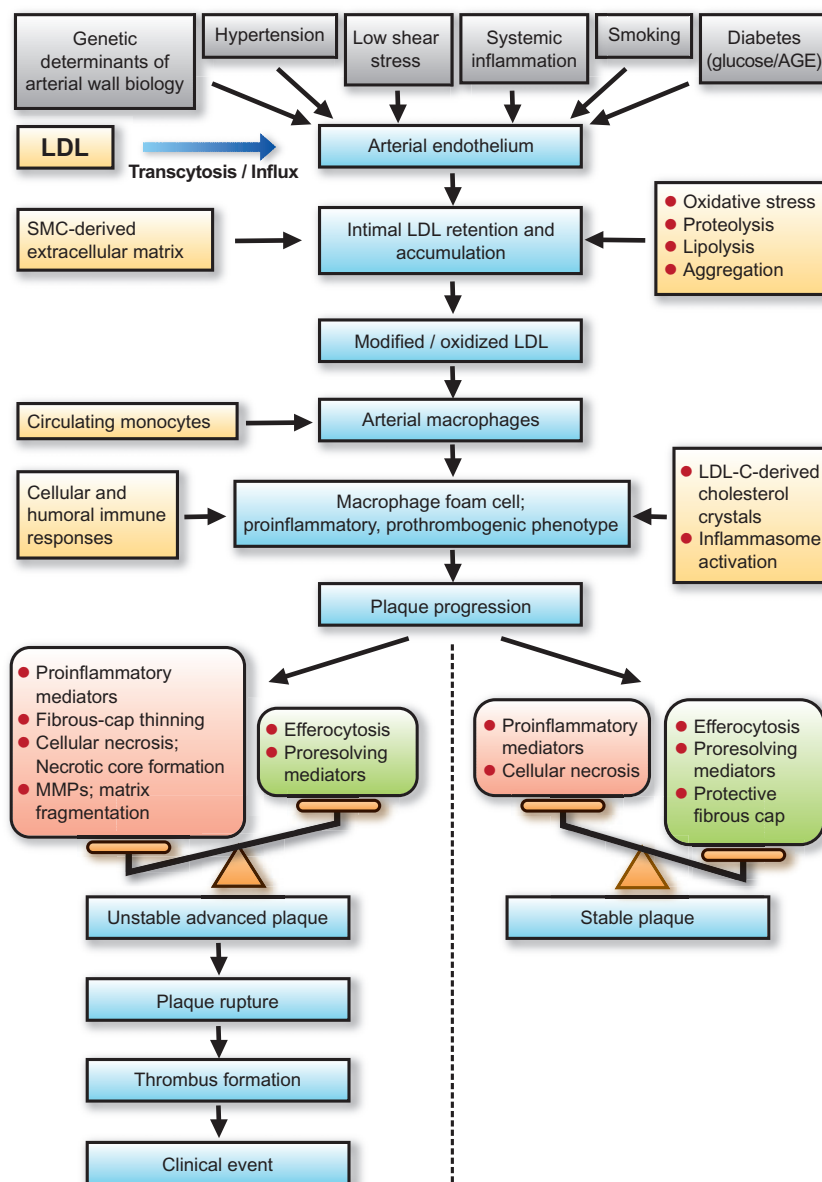 Genetic
determinants of
arterial wall biology
Hypertension
Low shear
stress
Systemic
inflammation
Smoking
Diabetes
(glucose/AGE)
LDL
Transcytosis / Influx
Arterial endothelium
SMC-derived
extracellular matrix
Intimal LDL retention and
accumulation
Oxidative stress
Proteolysis
Lipolysis
Aggregation
Modified / oxidized LDL
Circulating monocytes
Arterial macrophages
Cellular and
humoral immune
responses
Macrophage foam cell;
proinflammatory, prothrombogenic phenotype
LDL-C-derived
cholesterol
crystals
Inflammasome
activation
Plaque progression
Proinflammatory
mediators
Fibrous-cap thinning
Cellular necrosis;
Necrotic core formation
MMPs; matrix
fragmentation
Efferocytosis
Proresolving
mediators
Proinflammatory
mediators
Cellular necrosis
Efferocytosis
Proresolving
mediators
Protective
fibrous cap
Unstable advanced plaque
Stable plaque
Plaque rupture
Thrombus formation
Clinical event